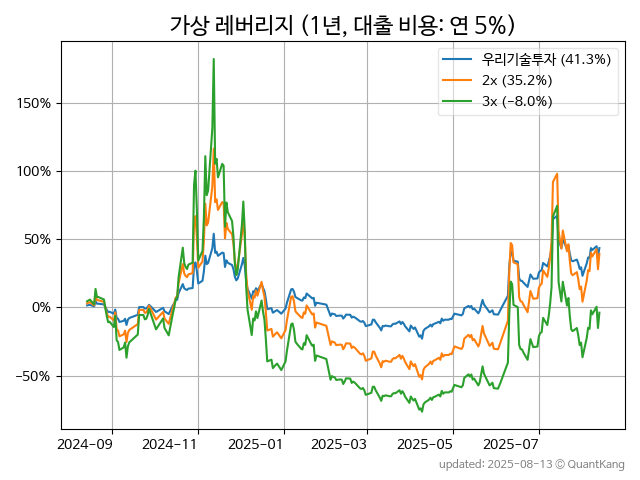 가상 레버리지 (1년, 대출 비용: 연 5%)
우리기술투자 (41.3%)
2x (35.2%)
3x (−8.0%)
150%
100%
50%
0%
−50%
2024-09
2024-11
2025-01
2025-03
2025-05
2025-07
updated: 2025-08-13 ⓒ QuantKang